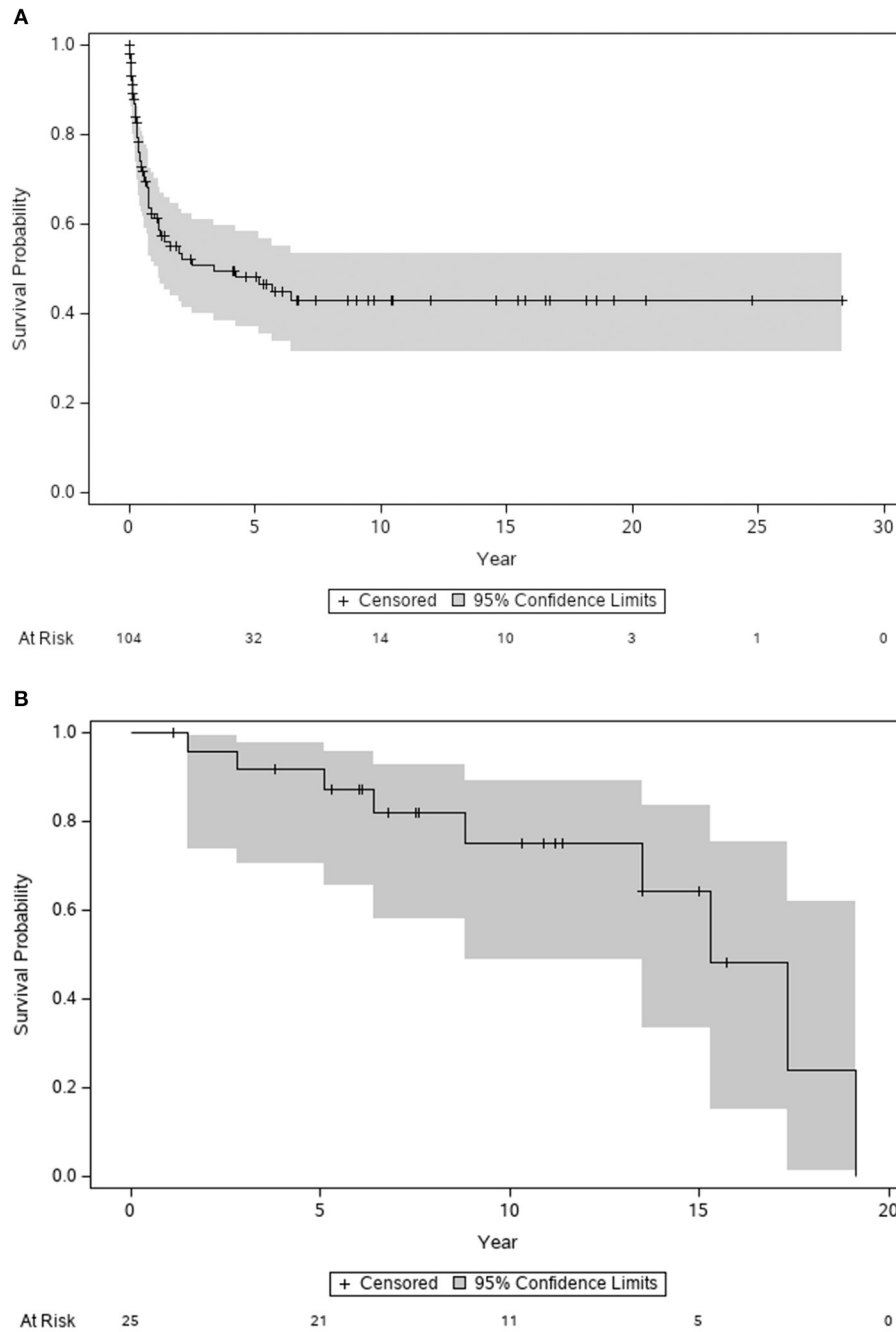 A
1.0
0.8
0.6
0.4
0.2
0.0
Survival Probability
0 5 10 15 20 25 30
Year
+ Censored 95% Confidence Limits
At Risk 104 32 14 10 3 1 0
B
1.0
0.8
0.6
0.4
0.2
0.0
Survival Probability
0 5 10 15 20
Year
+ Censored 95% Confidence Limits
At Risk 25 21 11 5 0